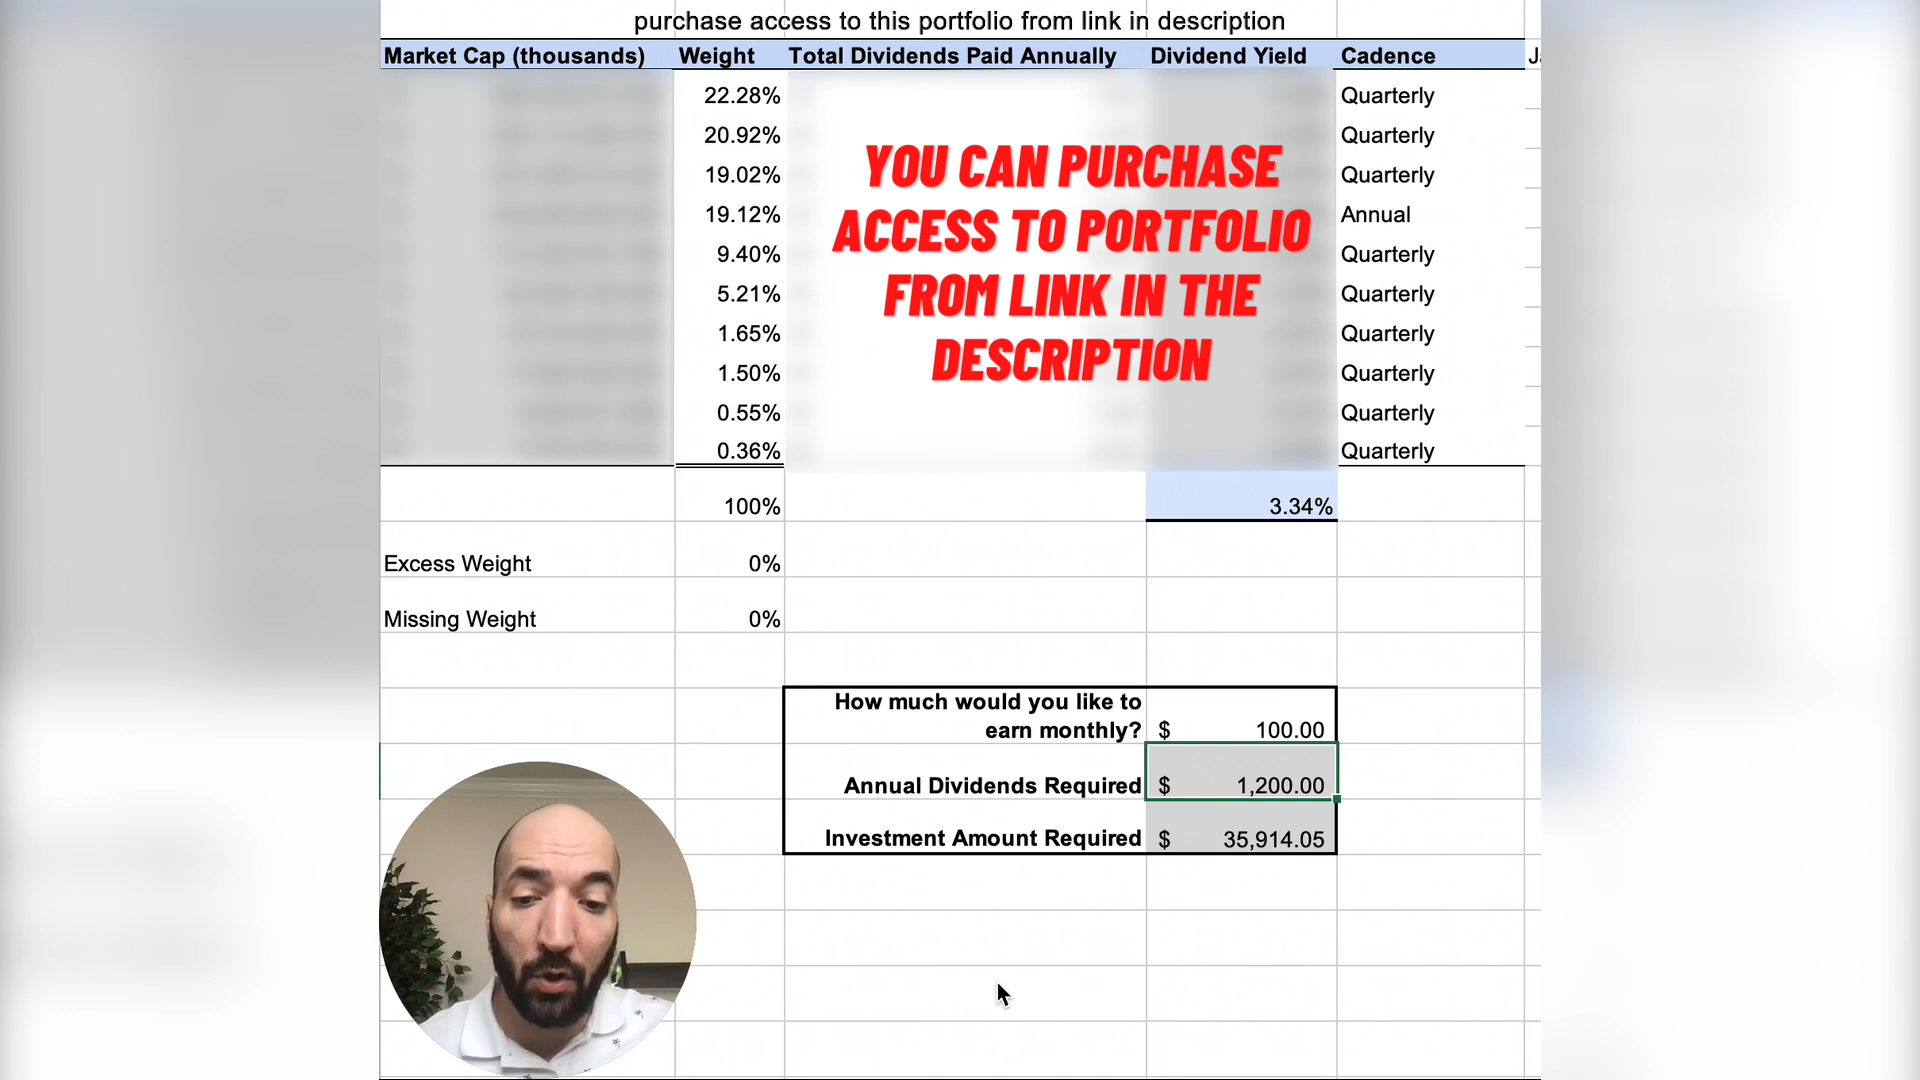 purchase access to this portfolio from link in description
Market Cap (thousands) Weight Total Dividends Paid Annually Dividend Yield Cadence
22.28% Quarterly
20.92% Quarterly
19.02% Quarterly
19.12% Annual
9.40% Quarterly
5.21% Quarterly
1.65% Quarterly
1.50% Quarterly
0.55% Quarterly
0.36% Quarterly
YOU CAN PURCHASE
ACCESS TO PORTFOLIO
FROM LINK IN THE
DESCRIPTION
100% 3.34%
Excess Weight 0%
Missing Weight 0%
How much would you like to
earn monthly? $ 100.00
Annual Dividends Required $ 1,200.00
Investment Amount Required $ 35,914.05